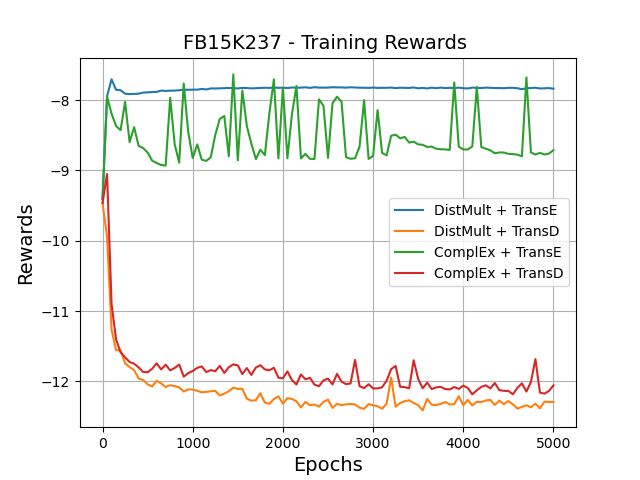 FB15K237 - Training Rewards
Rewards
−8
−9
−10
−11
−12
DistMult + TransE
DistMult + TransD
ComplEx + TransE
ComplEx + TransD
0
1000
2000
3000
4000
5000
Epochs